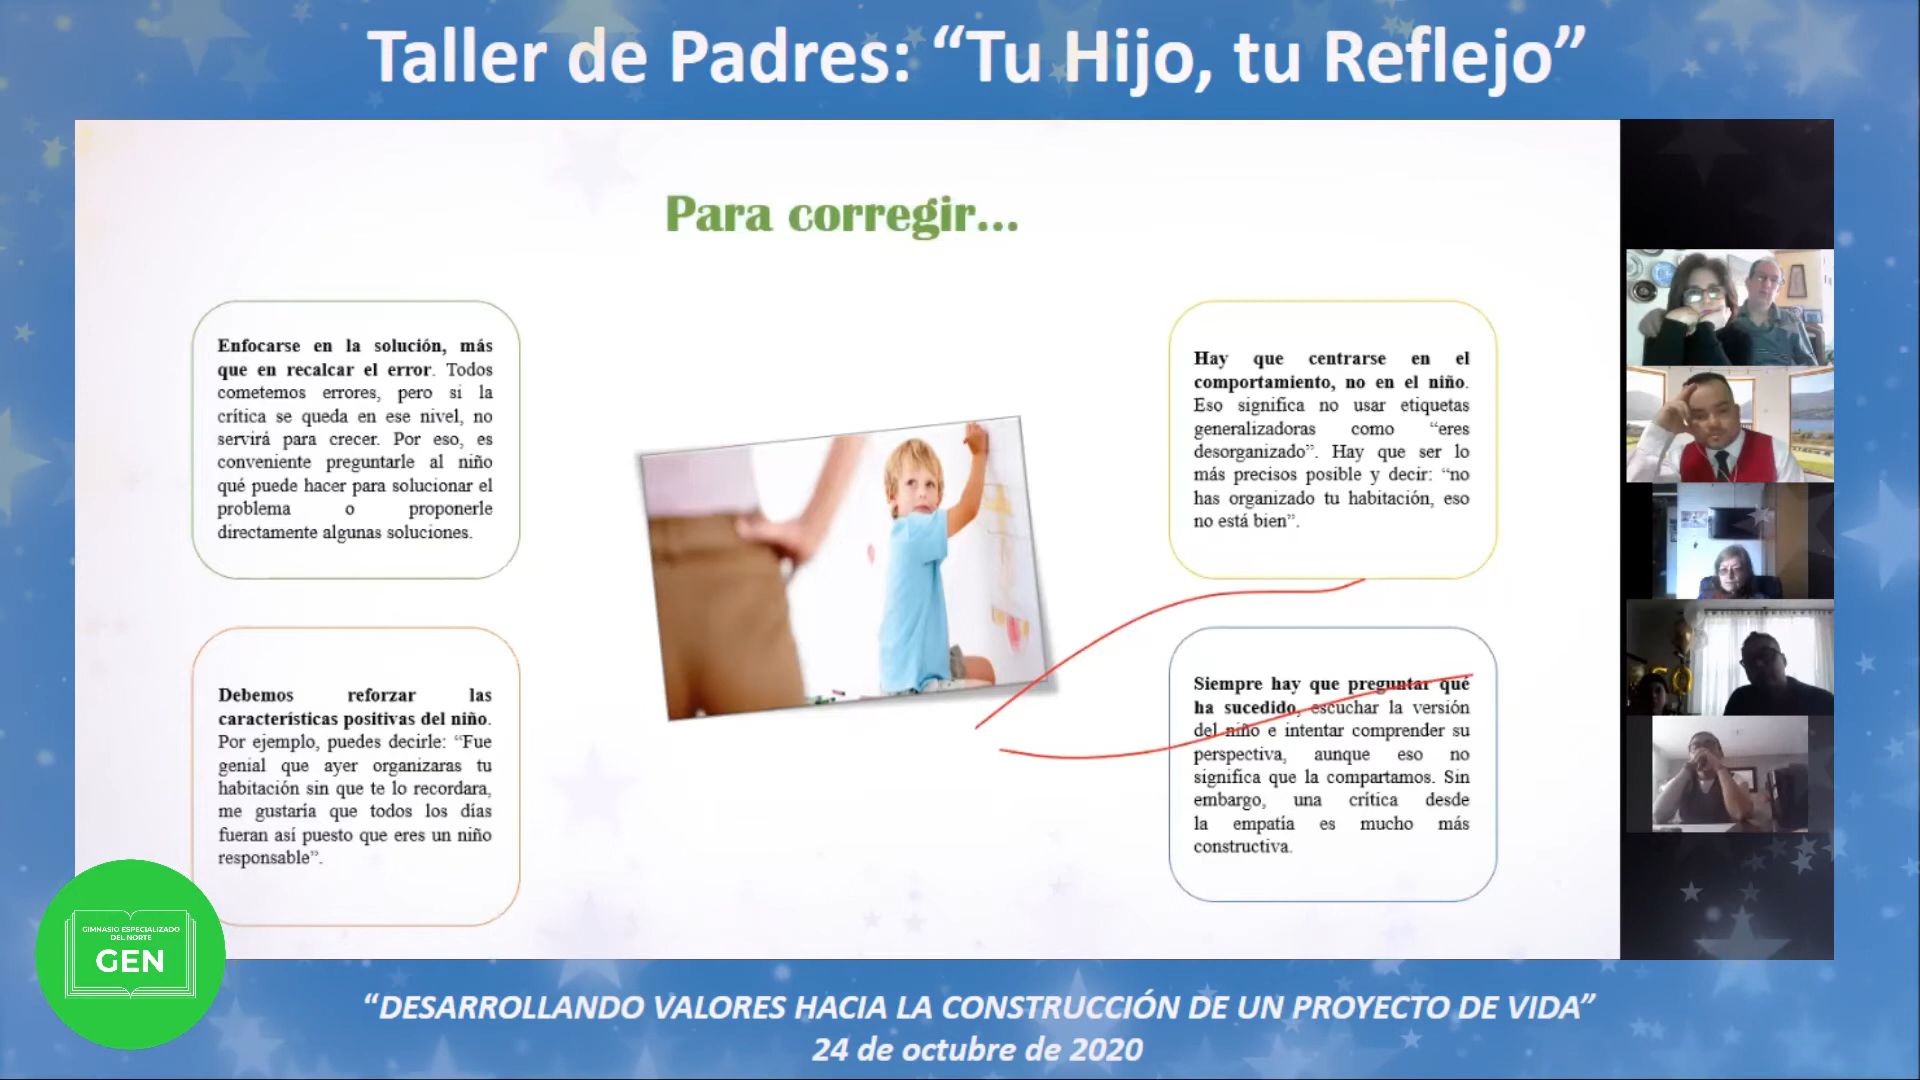 Taller de Padres: “Tu Hijo, tu Reflejo”
Para corregir...
Enfocarse en la solución, más
que en recalcar el error. Todos
cometemos errores, pero si la
crítica se queda en ese nivel, no
servirá para crecer. Por eso, es
conveniente preguntarle al niño
qué puede hacer para solucionar el
problema o proponerle
directamente algunas soluciones.
Hay que centrarse en el
comportamiento, no en el niño.
Eso significa no usar etiquetas
generalizadoras como “eres
desorganizado”. Hay que ser lo
más precisos posible y decir: “no
has organizado tu habitación, eso
no está bien”.
Debemos reforzar las
características positivas del niño.
Por ejemplo, puedes decirle: “Fue
genial que ayer organizaras tu
habitación sin que te lo recordara,
me gustaría que todos los días
fueran así puesto que eres un niño
responsable”.
Siempre hay que preguntar qué
ha sucedido, escuchar la versión
del niño e intentar comprender su
perspectiva, aunque eso no
significa que la compartamos. Sin
embargo, una crítica desde
la empatía es mucho más
constructiva.
GIMNASIO ESPECIALIZADO
DEL NORTE
GEN
“DESARROLLANDO VALORES HACIA LA CONSTRUCCIÓN DE UN PROYECTO DE VIDA”
24 de octubre de 2020